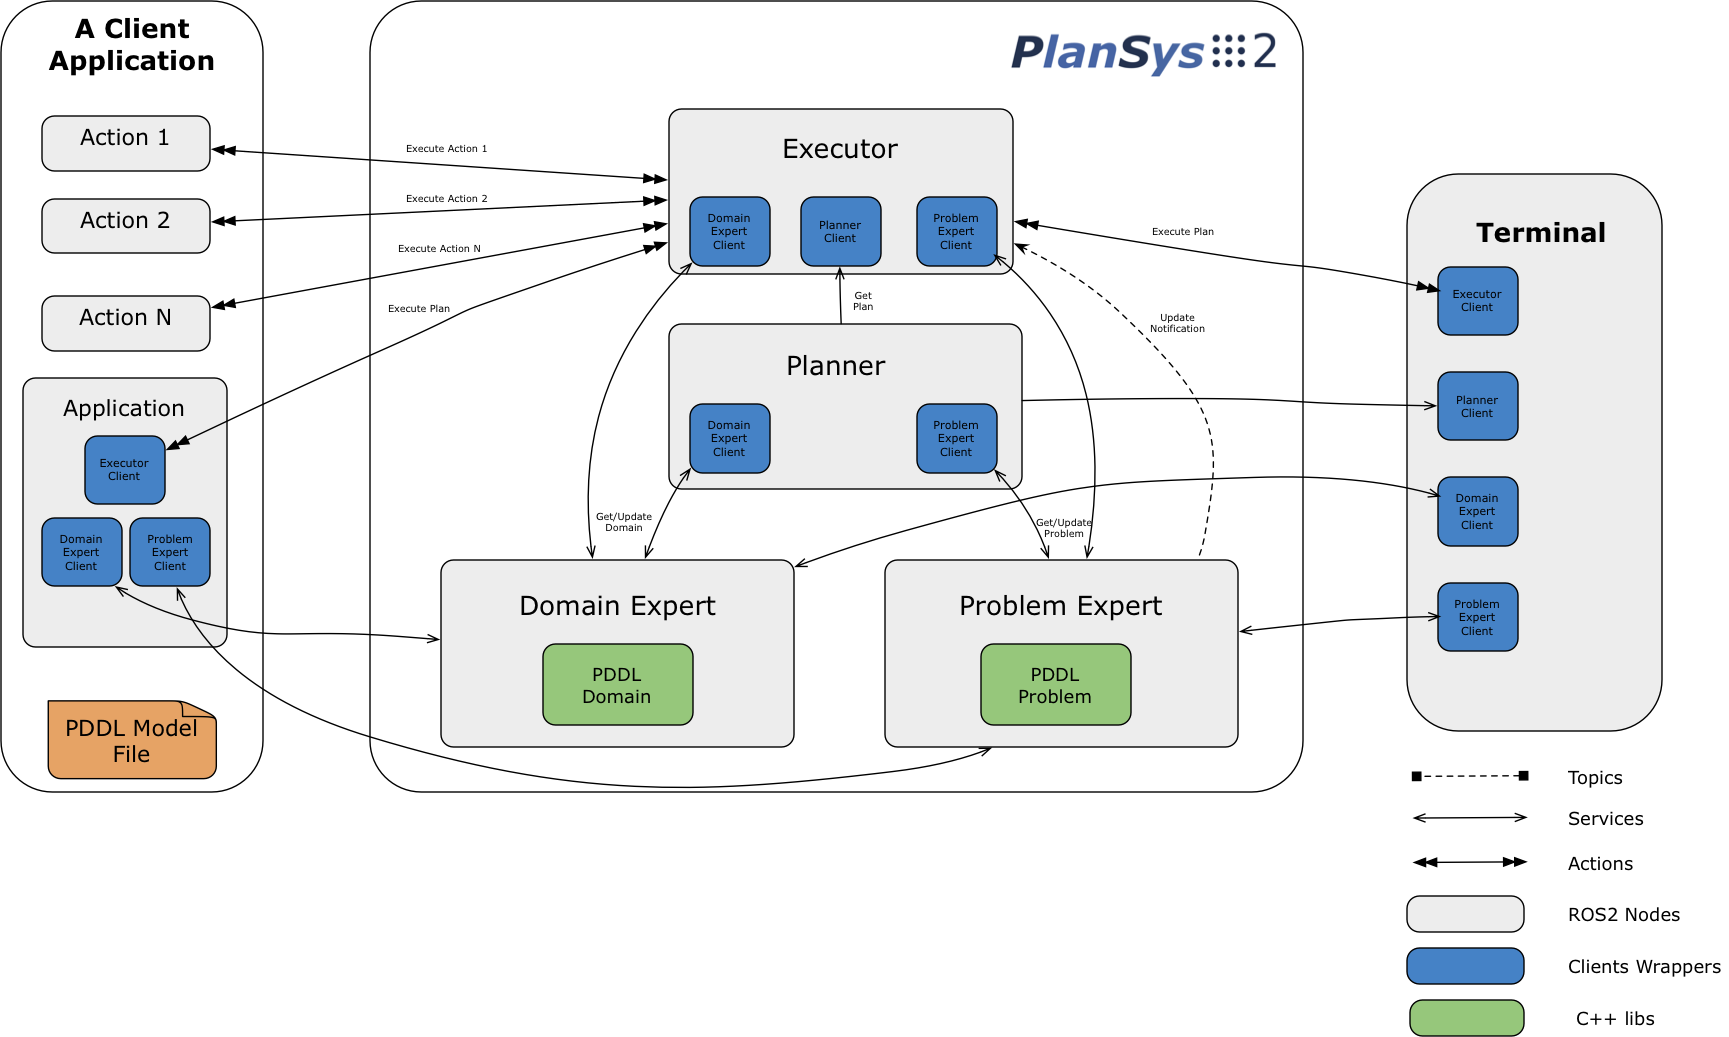 A Client
Application
Action 1
Action 2
Action N
Application
Executor
Client
Domain
Expert
Client
Problem
Expert
Client
PDDL Model
File
Execute Action 1
Execute Action 2
Execute Action N
Execute Plan
PlanSys 2
Executor
Domain
Expert
Client
Planner
Client
Problem
Expert
Client
Get
Plan
Planner
Domain
Expert
Client
Problem
Expert
Client
Get/Update
Domain
Get/Update
Problem
Update
Notification
Execute Plan
Domain Expert
PDDL
Domain
Problem Expert
PDDL
Problem
Terminal
Executor
Client
Planner
Client
Domain
Expert
Client
Problem
Expert
Client
Topics
Services
Actions
ROS2 Nodes
Clients Wrappers
C++ libs